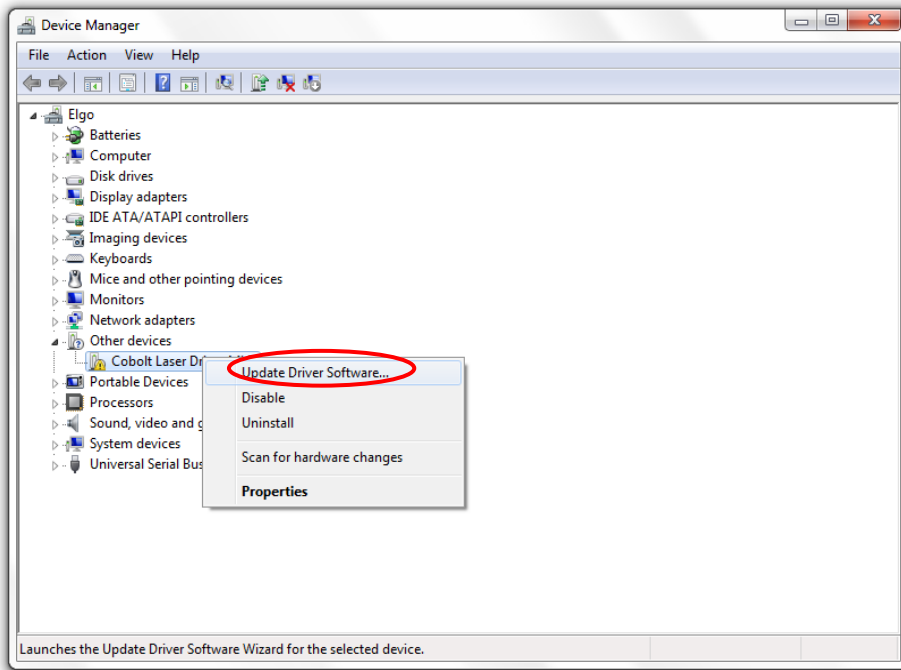 Device Manager
File Action View Help
Elgo
Batteries
Computer
Disk drives
Display adapters
IDE ATA/ATAPI controllers
Imaging devices
Keyboards
Mice and other pointing devices
Monitors
Network adapters
Other devices
Cobolt Laser
Update Driver Software...
Portable Devices
Disable
Processors
Sound, video and
Uninstall
System devices
Scan for hardware changes
Universal Serial
Properties
Launches the Update Driver Software Wizard for the selected device.